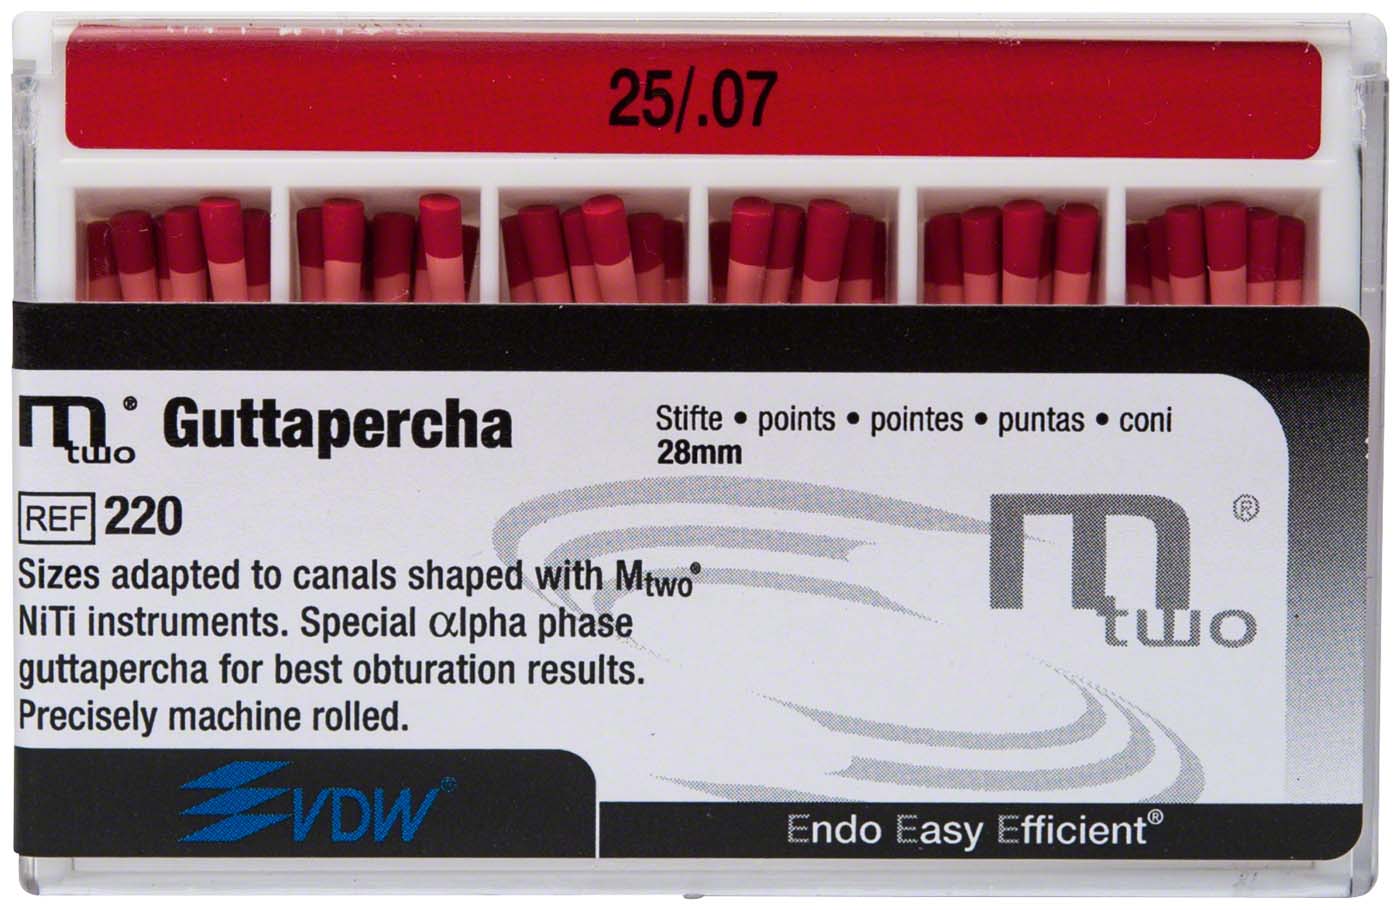 25/.07
mtwo® Guttapercha
Stifte • points • pointes • puntas • coni
28mm
REF 220
Sizes adapted to canals shaped with Mtwo®
NiTi instruments. Special αlpha phase
guttapercha for best obturation results.
Precisely machine rolled.
mtwo®
VDW®
Endo Easy Efficient®